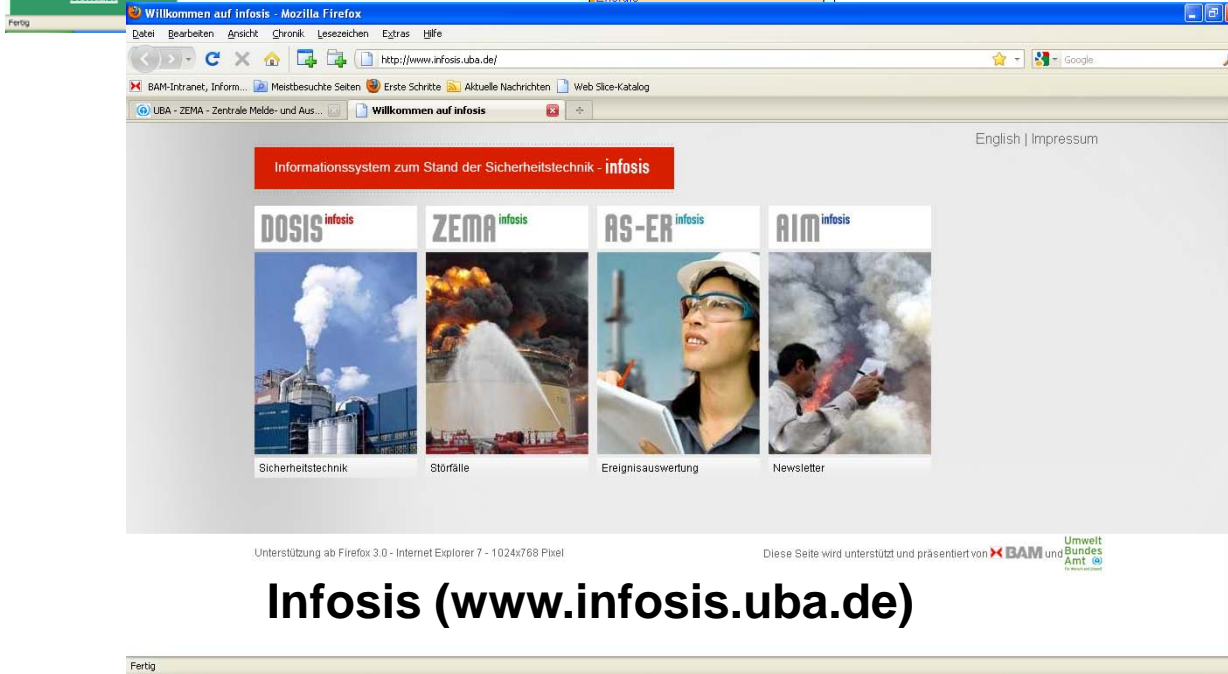 Fertig
Willkommen auf infosis - Mozilla Firefox
Datei Bearbeiten Ansicht Chronik Lesezeichen Extras Hilfe
http://www.infosis.uba.de/
Google
BAM-Intranet, Inform... Meistbesuchte Seiten Erste Schritte Aktuelle Nachrichten Web Slice-Katalog
UBA - ZEMA - Zentrale Melde- und Aus... Willkommen auf infosis
English | Impressum
Informationssystem zum Stand der Sicherheitstechnik - infosis
DOSIS infosis ZEMA infosis AS-ER infosis AIM infosis
Sicherheitstechnik Störfälle Ereignisauswertung Newsletter
Unterstützung ab Firefox 3.0 - Internet Explorer 7 - 1024x768 Pixel
Diese Seite wird unterstützt und präsentiert von BAM und
Umwelt
Bundes
Amt
Infosis (www.infosis.uba.de)
Fertig